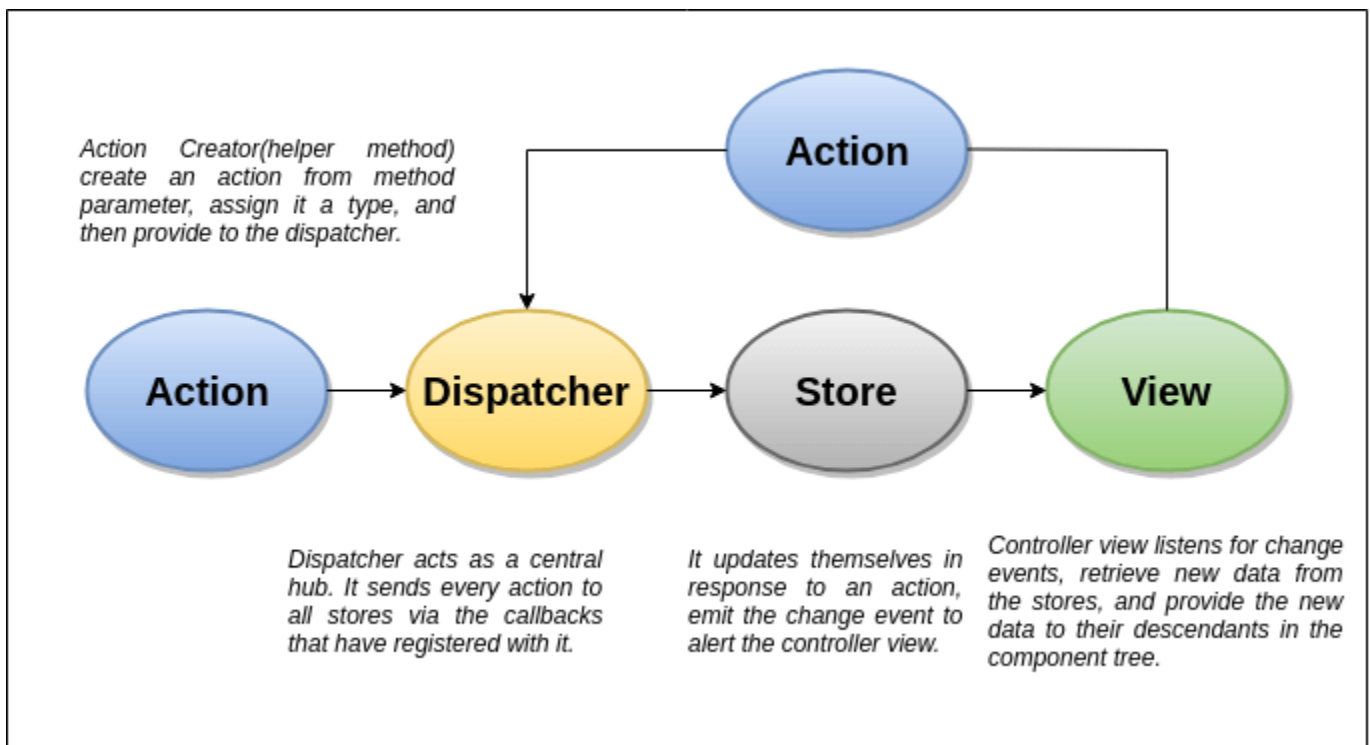 Action
Action Creator(helper method)
create an action from method
parameter, assign it a type, and
then provide to the dispatcher.
Action
Dispatcher
Store
View
Dispatcher acts as a central
hub. It sends every action to
all stores via the callbacks
that have registered with it.
It updates themselves in
response to an action,
emit the change event to
alert the controller view.
Controller view listens for change
events, retrieve new data from
the stores, and provide the new
data to their descendants in the
component tree.